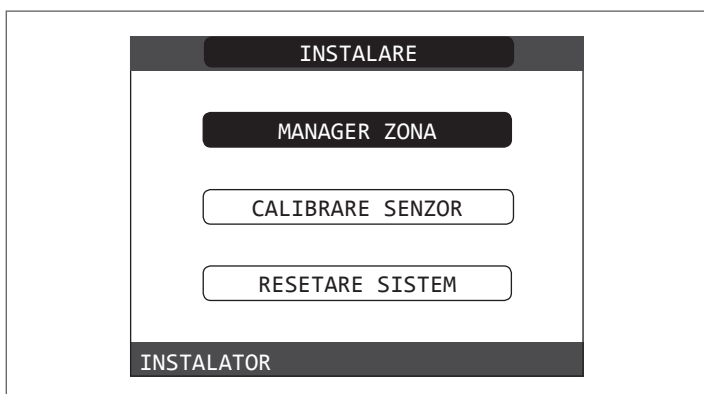 INSTALARE
MANAGER ZONA
CALIBRARE SENZOR
RESETARE SISTEM
INSTALATOR